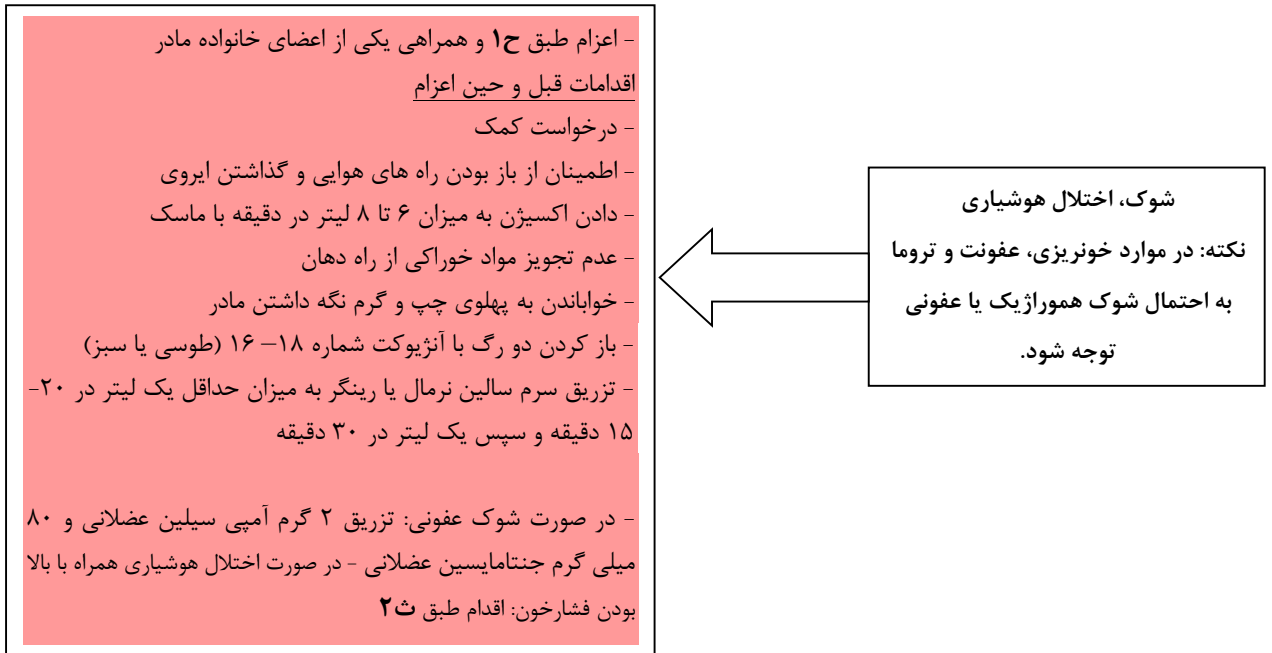 شوک، اختلال هوشیاری
نکته: در موارد خونریزی، عفونت و تروما
به احتمال شوک هموراژیک یا عفونی
توجه شود.
- اعزام طبق ح۱ و همراهی یکی از اعضای خانواده مادر
اقدامات قبل و حین اعزام
- درخواست کمک
- اطمینان از باز بودن راه های هوایی و گذاشتن ایروی
- دادن اکسیژن به میزان ۶ تا ۸ لیتر در دقیقه با ماسک
- عدم تجویز مواد خوراکی از راه دهان
- خواباندن به پهلوی چپ و گرم نگه داشتن مادر
- باز کردن دو رگ با آنژیوکت شماره ۱۸– ۱۶ (طوسی یا سبز)
- تزریق سرم سالین نرمال یا رینگر به میزان حداقل یک لیتر در ۲۰-
۱۵ دقیقه و سپس یک لیتر در ۳۰ دقیقه
- در صورت شوک عفونی: تزریق ۲ گرم آمپی سیلین عضلانی و ۸۰
میلی گرم جنتامایسین عضلانی - در صورت اختلال هوشیاری همراه با بالا
بودن فشارخون: اقدام طبق ث۲